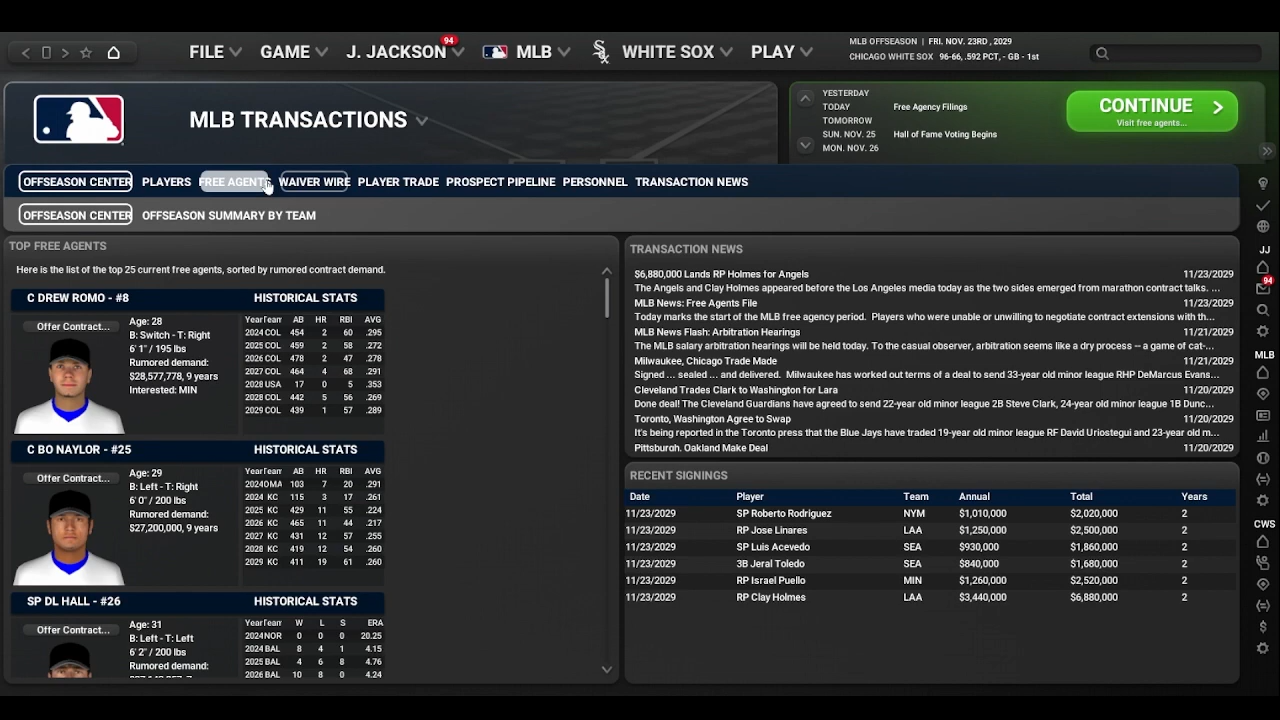 FILE GAME J. JACKSON 94 MLB WHITE SOX PLAY
MLB OFFSEASON | FRI. NOV. 23RD , 2029
CHICAGO WHITE SOX 96-66, .592 PCT, - GB - 1st
MLB TRANSACTIONS
YESTERDAY
TODAY Free Agency Filings
TOMORROW
SUN. NOV. 25 Hall of Fame Voting Begins
MON. NOV. 26
CONTINUE
Visit free agents...
OFFSEASON CENTER PLAYERS FREE AGENTS WAIVER WIRE PLAYER TRADE PROSPECT PIPELINE PERSONNEL TRANSACTION NEWS
OFFSEASON CENTER OFFSEASON SUMMARY BY TEAM
TOP FREE AGENTS
Here is the list of the top 25 current free agents, sorted by rumored contract demand.
C DREW ROMO - #8 HISTORICAL STATS
Offer Contract...
Age: 28
B: Switch - T: Right
6' 1" / 195 lbs
Rumored demand:
$28,577,778, 9 years
Interested: MIN
Year Team AB HR RBI AVG
2024 COL 454 2 60 .295
2025 COL 459 2 58 .272
2026 COL 478 2 47 .278
2027 COL 464 4 68 .291
2028 USA 17 0 5 .353
2028 COL 442 5 56 .269
2029 COL 439 1 57 .289
C BO NAYLOR - #25 HISTORICAL STATS
Offer Contract...
Age: 29
B: Left - T: Right
6' 0" / 200 lbs
Rumored demand:
$27,200,000, 9 years
Year Team AB HR RBI AVG
2024 OMA 103 7 20 .291
2024 KC 115 3 17 .261
2025 KC 429 11 55 .224
2026 KC 465 11 44 .217
2027 KC 431 12 57 .255
2028 KC 419 12 54 .260
2029 KC 411 19 61 .260
SP DL HALL - #26 HISTORICAL STATS
Offer Contract...
Age: 31
B: Left - T: Left
6' 2" / 200 lbs
Rumored demand:
Year Team W L S ERA
2024 NOR 0 0 0 20.25
2024 BAL 8 4 1 4.15
2025 BAL 4 6 8 4.76
2026 BAL 10 8 0 4.24
TRANSACTION NEWS
$6,880,000 Lands RP Holmes for Angels 11/23/2029
The Angels and Clay Holmes appeared before the Los Angeles media today as the two sides emerged from marathon contract talks. ...
MLB News: Free Agents File 11/23/2029
Today marks the start of the MLB free agency period. Players who were unable or unwilling to negotiate contract extensions with th...
MLB News Flash: Arbitration Hearings 11/21/2029
The MLB salary arbitration hearings will be held today. To the casual observer, arbitration seems like a dry process -- a game of cat-...
Milwaukee, Chicago Trade Made 11/21/2029
Signed ... sealed ... and delivered. Milwaukee has worked out terms of a deal to send 33-year old minor league RHP DeMarcus Evans...
Cleveland Trades Clark to Washington for Lara 11/20/2029
Done deal! The Cleveland Guardians have agreed to send 22-year old minor league 2B Steve Clark, 24-year old minor league 1B Dunc...
Toronto, Washington Agree to Swap 11/20/2029
It's being reported in the Toronto press that the Blue Jays have traded 19-year old minor league RF David Uriostegui and 23-year old m...
Pittsburgh, Oakland Make Deal 11/20/2029
RECENT SIGNINGS
Date Player Team Annual Total Years
11/23/2029 SP Roberto Rodriguez NYM $1,010,000 $2,020,000 2
11/23/2029 RP Jose Linares LAA $1,250,000 $2,500,000 2
11/23/2029 SP Luis Acevedo SEA $930,000 $1,860,000 2
11/23/2029 3B Jeral Toledo SEA $840,000 $1,680,000 2
11/23/2029 RP Israel Puello MIN $1,260,000 $2,520,000 2
11/23/2029 RP Clay Holmes LAA $3,440,000 $6,880,000 2
JJ
94
MLB
CWS